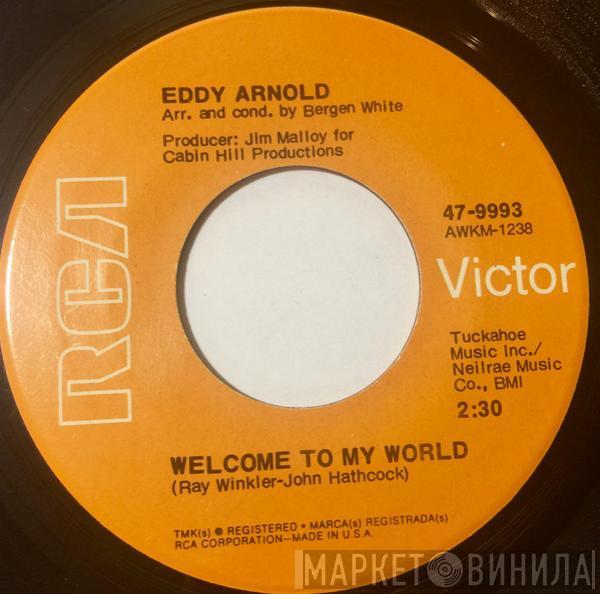 EDDY ARNOLD
Arr. and cond. by Bergen White
Producer: Jim Malloy for
Cabin Hill Productions
RCA
47-9993
AWKM-1238
Victor
Tuckahoe
Music Inc./
Neilrae Music
Co., BMI
2:30
WELCOME TO MY WORLD
(Ray Winkler-John Hathcock)
TMK(s) ® REGISTERED • MARCA(s) REGISTRADA(s)
RCA CORPORATION—MADE IN U.S.A.
МАРКЕТ ВИНИЛА